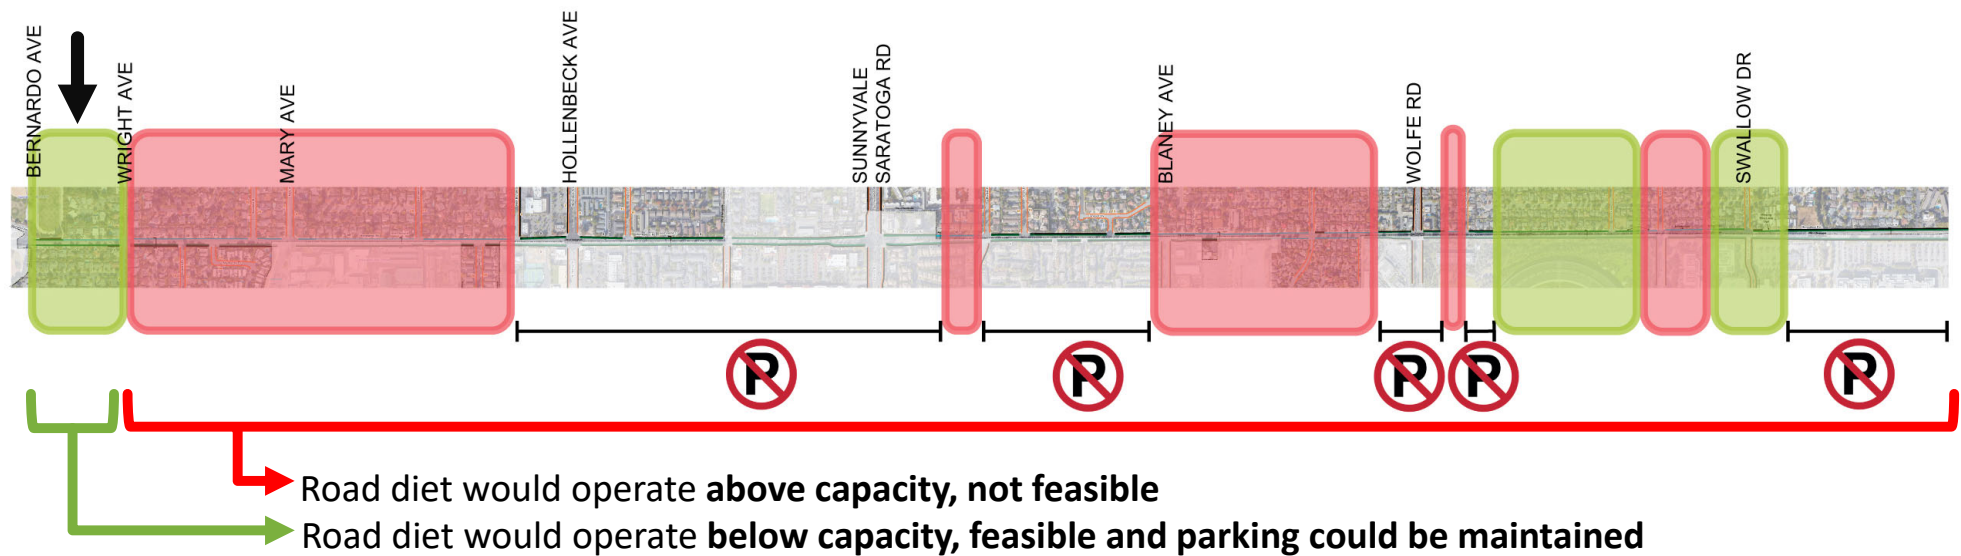 BERNARDO AVE
WRIGHT AVE
MARY AVE
HOLLENBECK AVE
SUNNYVALE
SARATOGA RD
BLANEY AVE
WOLFE RD
SWALLOW DR
P
P
P
P
P
Road diet would operate above capacity, not feasible
Road diet would operate below capacity, feasible and parking could be maintained